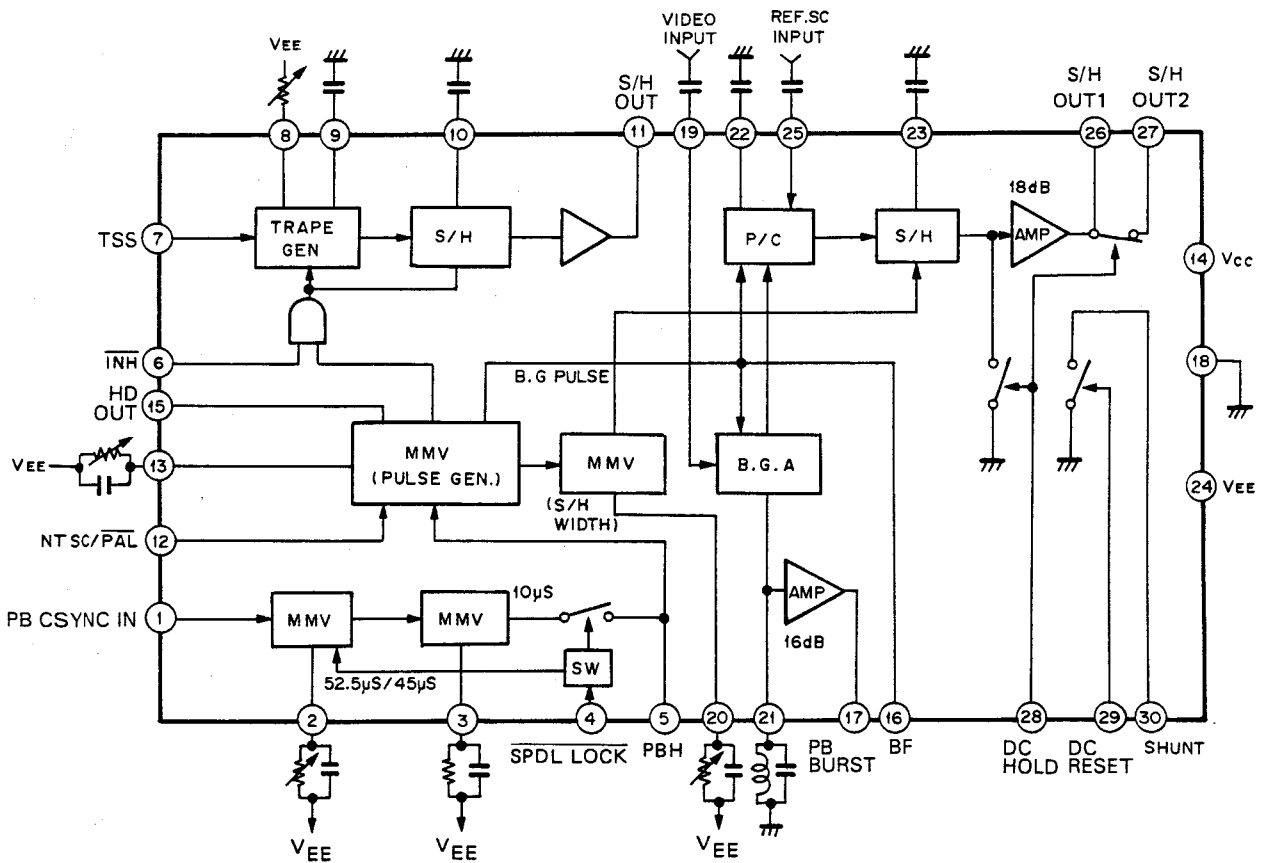 VIDEO INPUT
REF.SC INPUT
VEE
S/H OUT
S/H OUT1
S/H OUT2
8
9
10
11
19
22
25
23
26
27
18dB
TSS
7
TRAPE GEN
S/H
P/C
S/H
AMP
14
VCC
INH
6
B.G PULSE
18
HD OUT
15
VEE
13
MMV (PULSE GEN.)
MMV
(S/H WIDTH)
B.G.A
24
VEE
NTSC/PAL
12
10μS
PB CSYNC IN
1
MMV
MMV
AMP
16dB
SW
52.5μS/45μS
2
3
4
5
20
21
17
16
28
29
30
SPDL LOCK
PBH
PB BURST
BF
DC HOLD
DC RESET
SHUNT
VEE
VEE
VEE